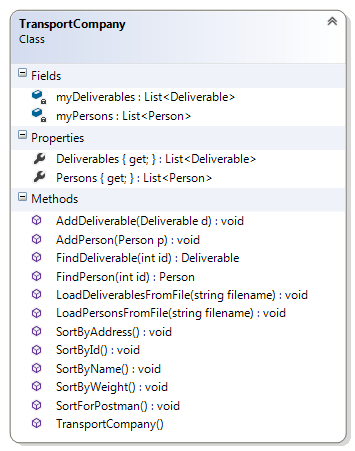 TransportCompany
Class
Fields
myDeliverables : List<Deliverable>
myPersons : List<Person>
Properties
Deliverables { get; } : List<Deliverable>
Persons { get; } : List<Person>
Methods
AddDeliverable(Deliverable d) : void
AddPerson(Person p) : void
FindDeliverable(int id) : Deliverable
FindPerson(int id) : Person
LoadDeliverablesFromFile(string filename) : void
LoadPersonsFromFile(string filename) : void
SortByAddress() : void
SortById() : void
SortByName() : void
SortByWeight() : void
SortForPostman() : void
TransportCompany()